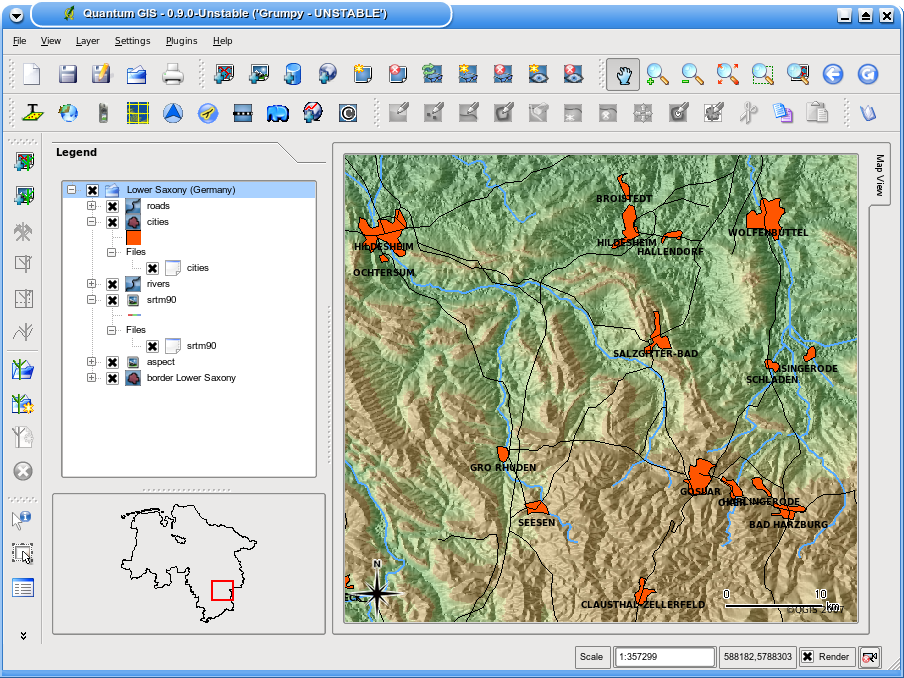 Quantum GIS - 0.9.0-Unstable ('Grumpy - UNSTABLE')
File View Layer Settings Plugins Help
Legend
Lower Saxony (Germany)
roads
cities
Files
cities
rivers
srtm90
Files
srtm90
aspect
border Lower Saxony
Map View
BROISTEDT
WOLFENBUTTEL
HILDESHEIM
HILDESHEIM
HALLENDORF
OCHTERSUM
SALZGITTER-BAD
ISINGERODE
SCHLADEN
GRO RHUDEN
GOSLAR
OKER
HARLINGERODE
SEESEN
BAD HARZBURG
N
CLAUSTHAL-ZELLERFELD
0 10
km
Scale 1:357299 588182,5788303 Render